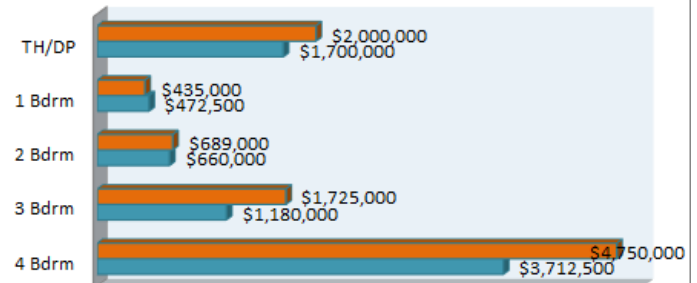 TH/DP
$2,000,000
$1,700,000
1 Bdrm
$435,000
$472,500
2 Bdrm
$689,000
$660,000
3 Bdrm
$1,725,000
$1,180,000
4 Bdrm
$4,750,000
$3,712,500